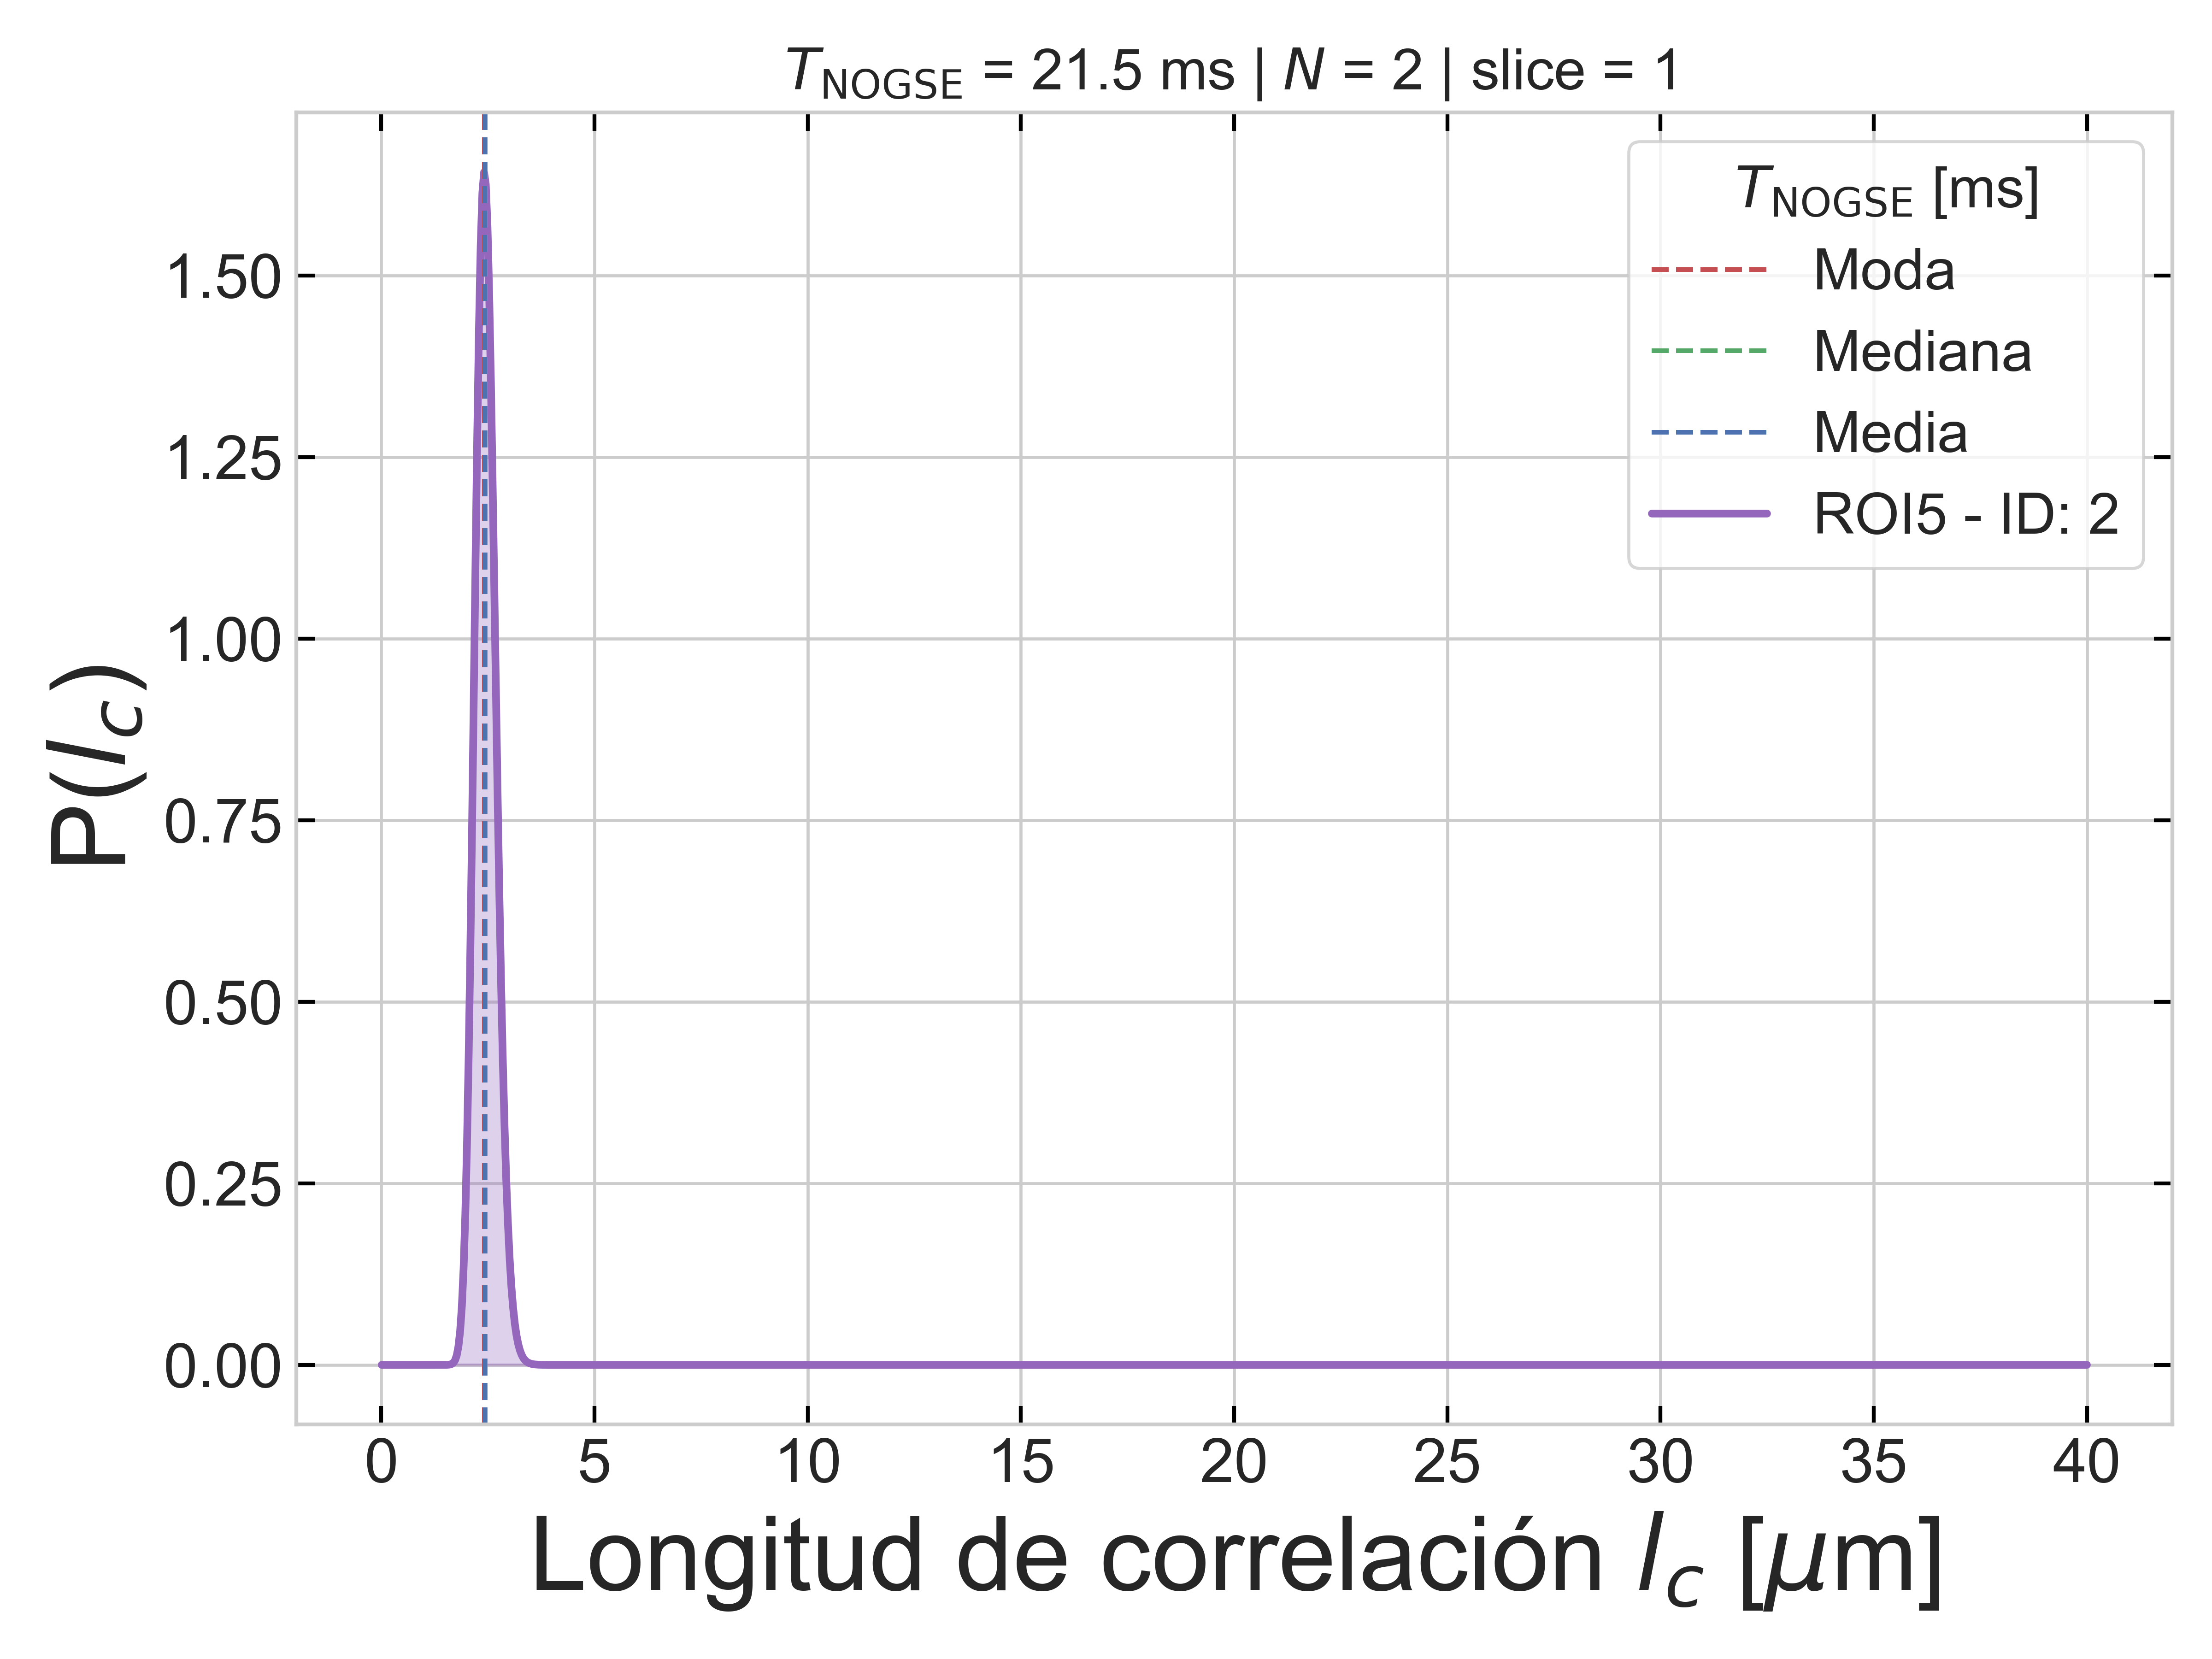 T_NOGSE = 21.5 ms | N = 2 | slice = 1
T_NOGSE [ms]
Moda
Mediana
Media
ROI5 - ID: 2
P(l_c)
1.50
1.25
1.00
0.75
0.50
0.25
0.00
0 5 10 15 20 25 30 35 40
Longitud de correlación l_c [μm]